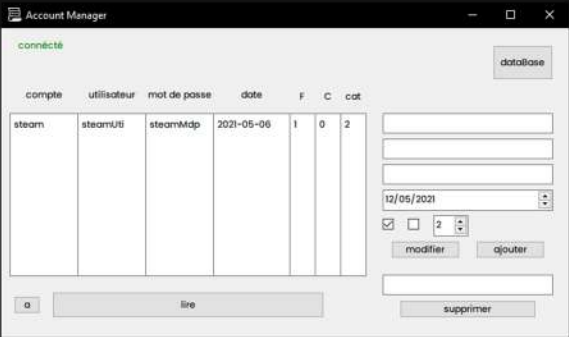 Account Manager
connécté
dataBase
compte utilisateur mot de passe date F C cat
steam steamUti steamMdp 2021-05-06 1 0 2
12/05/2021
2
modifier ajouter
a lire
supprimer